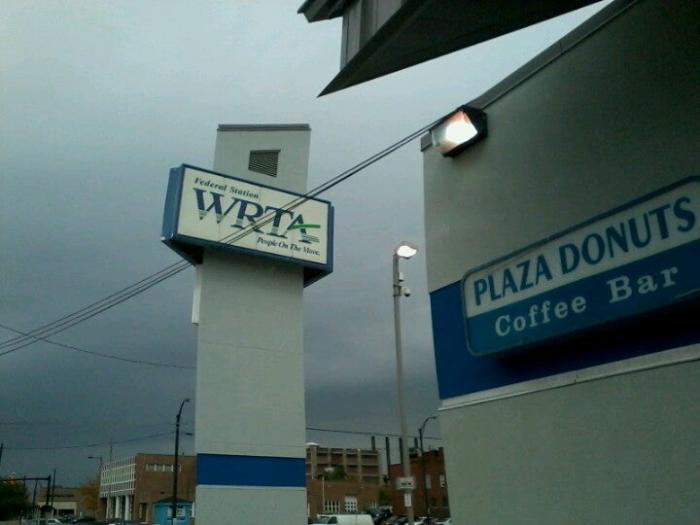 Federal Station
WRTA
People On The Move.
PLAZA DONUTS
Coffee Bar